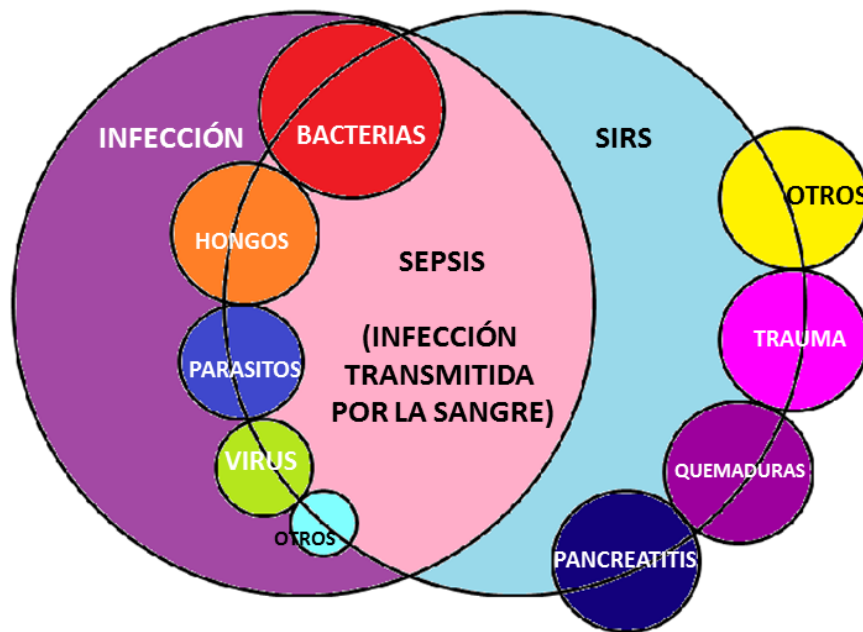 INFECCIÓN
BACTERIAS
SIRS
OTROS
HONGOS
SEPSIS
(INFECCIÓN
TRANSMITIDA
POR LA SANGRE)
TRAUMA
PARASITOS
VIRUS
QUEMADURAS
OTROS
PANCREATITIS